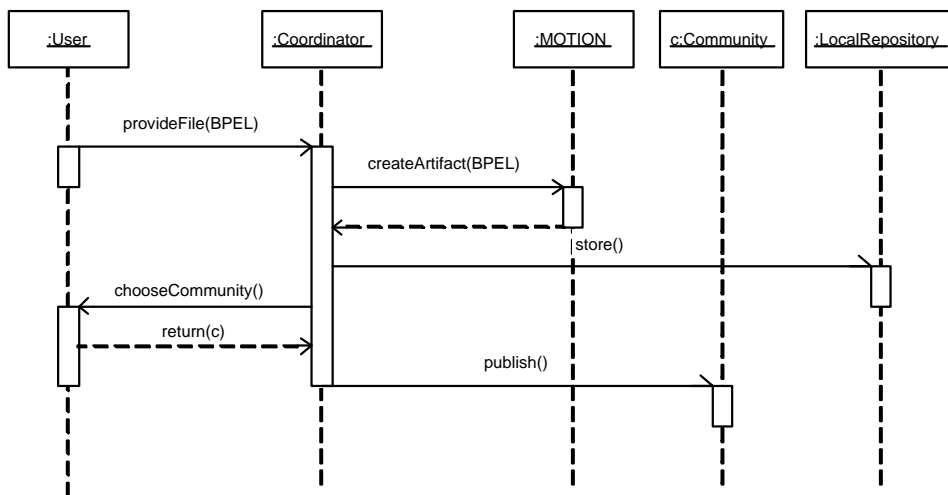 :User
:Coordinator
:MOTION
c:Community
:LocalRepository
provideFile(BPEL)
createArtifact(BPEL)
store()
chooseCommunity()
return(c)
publish()